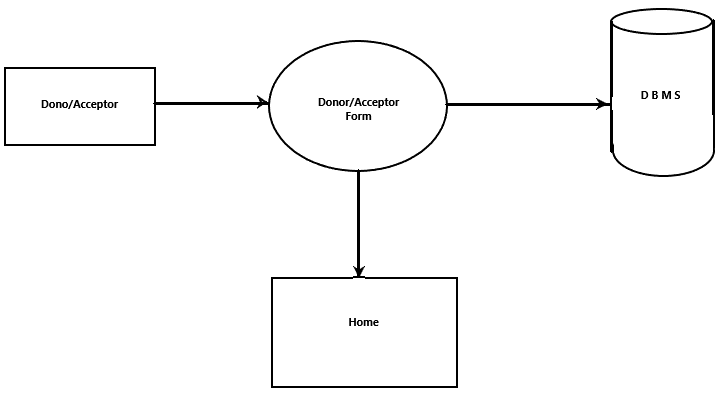 Dono/Acceptor
Donor/Acceptor
Form
D B M S
Home